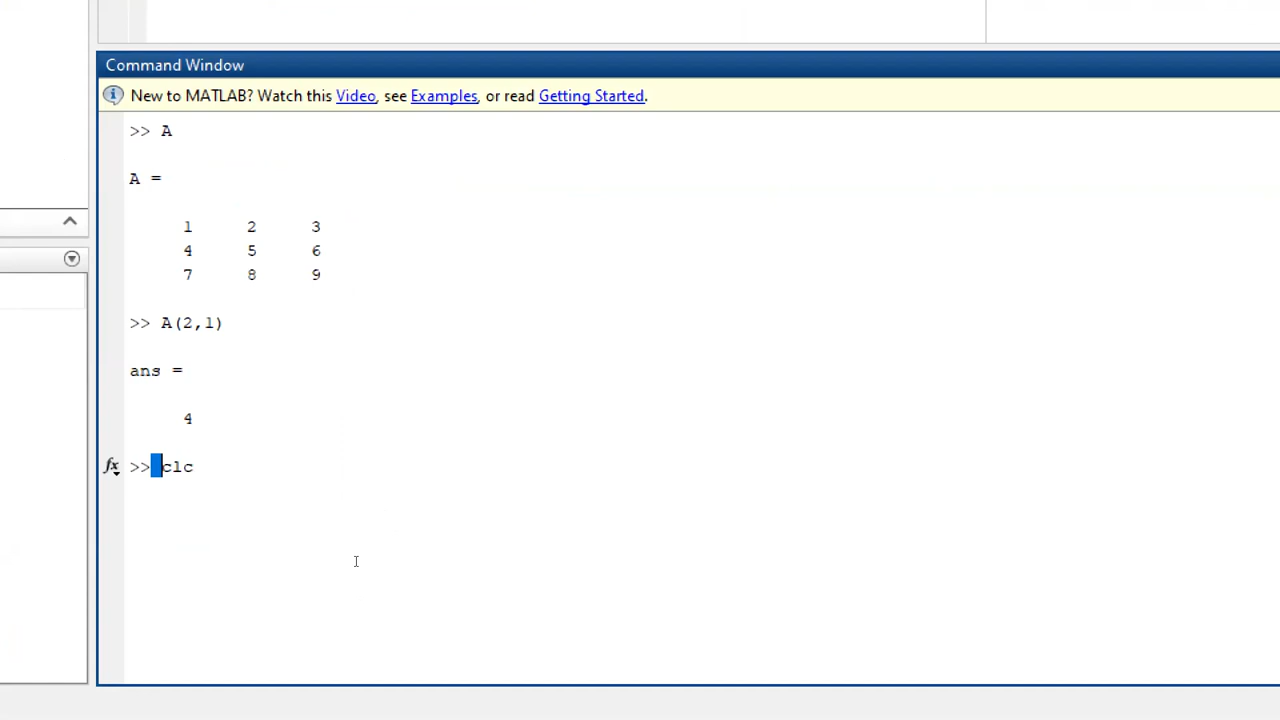 Command Window
New to MATLAB? Watch this Video, see Examples, or read Getting Started.
>> A
A =
1 2 3
4 5 6
7 8 9
>> A(2,1)
ans =
4
fx >> clc